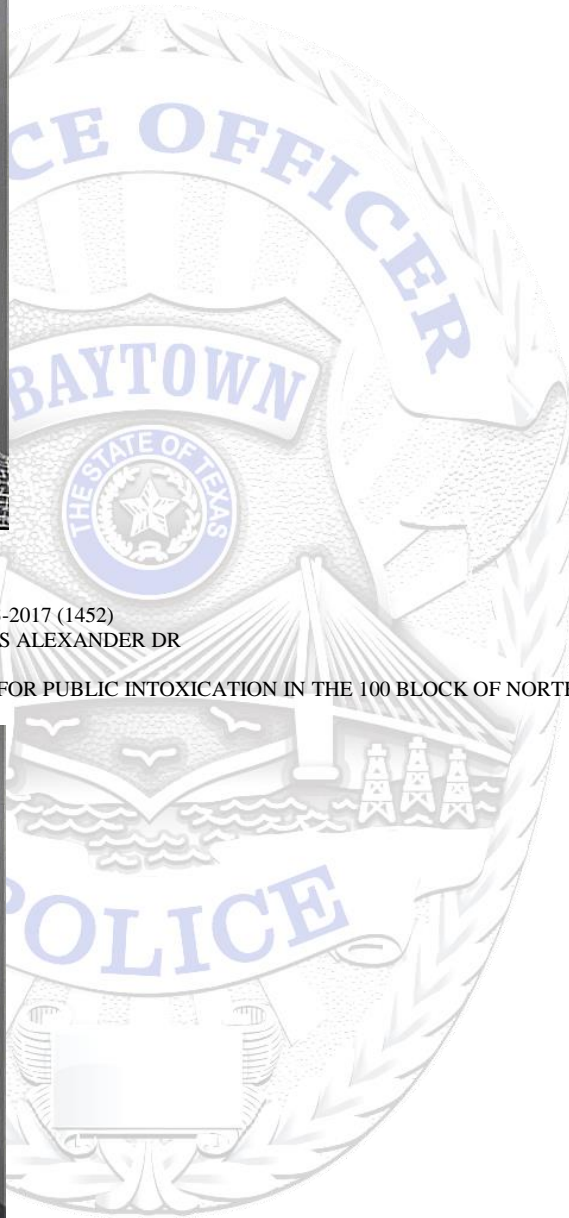 CE OFFICER
BAYTOWN
THE STATE OF TEXAS
-2017 (1452)
S ALEXANDER DR
FOR PUBLIC INTOXICATION IN THE 100 BLOCK OF NORTH
POLICE